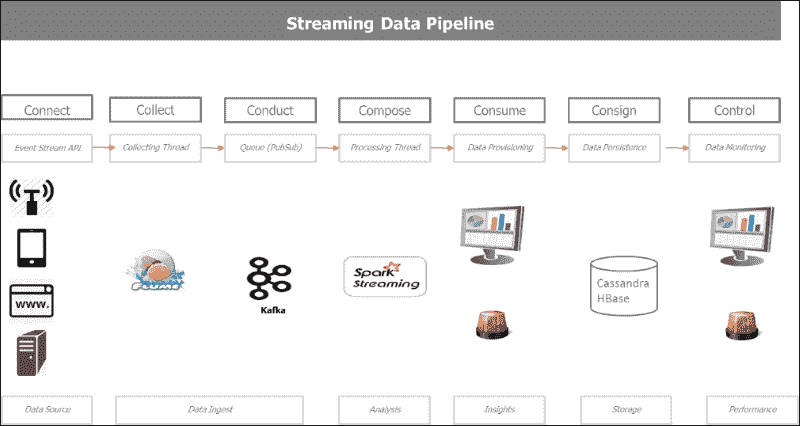 Streaming Data Pipeline
Connect
Collect
Conduct
Compose
Consume
Consign
Control
Event Stream API
Collecting Thread
Queue (PubSub)
Processing Thread
Data Provisioning
Data Persistence
Data Monitoring
www.
Kafka
Spark
Streaming
Cassandra
HBase
Data Source
Data Ingest
Analysis
Insights
Storage
Performance